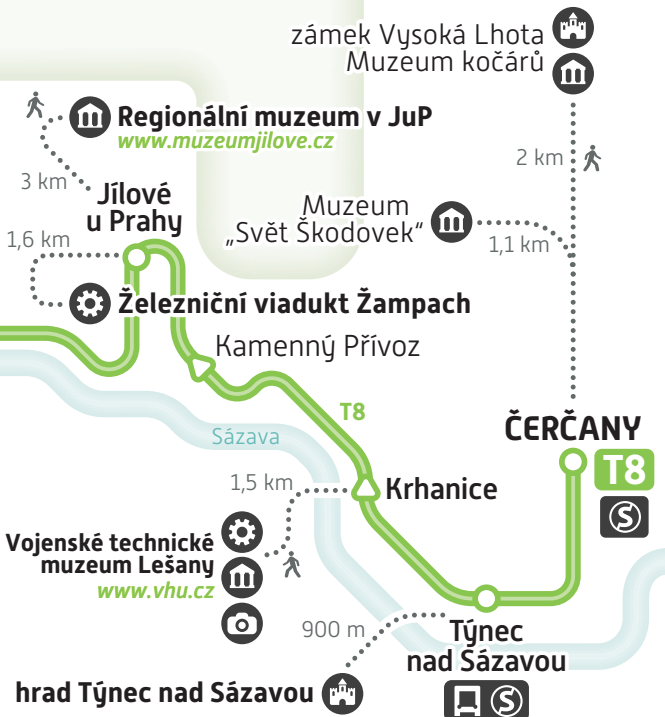 zámek Vysoká Lhota
Muzeum kočárů
Regionální muzeum v JuP
www.muzeumjilove.cz
2 km
3 km
Jílové
u Prahy
Muzeum
„Svět Škodovek“
1,6 km
1,1 km
Železniční viadukt Žampach
Kamenný Přívoz
T8
ČERČANY
Sázava
T8
1,5 km
Krhanice
S
Vojenské technické
muzeum Lešany
www.vhu.cz
900 m
Týnec
nad Sázavou
hrad Týnec nad Sázavou
S